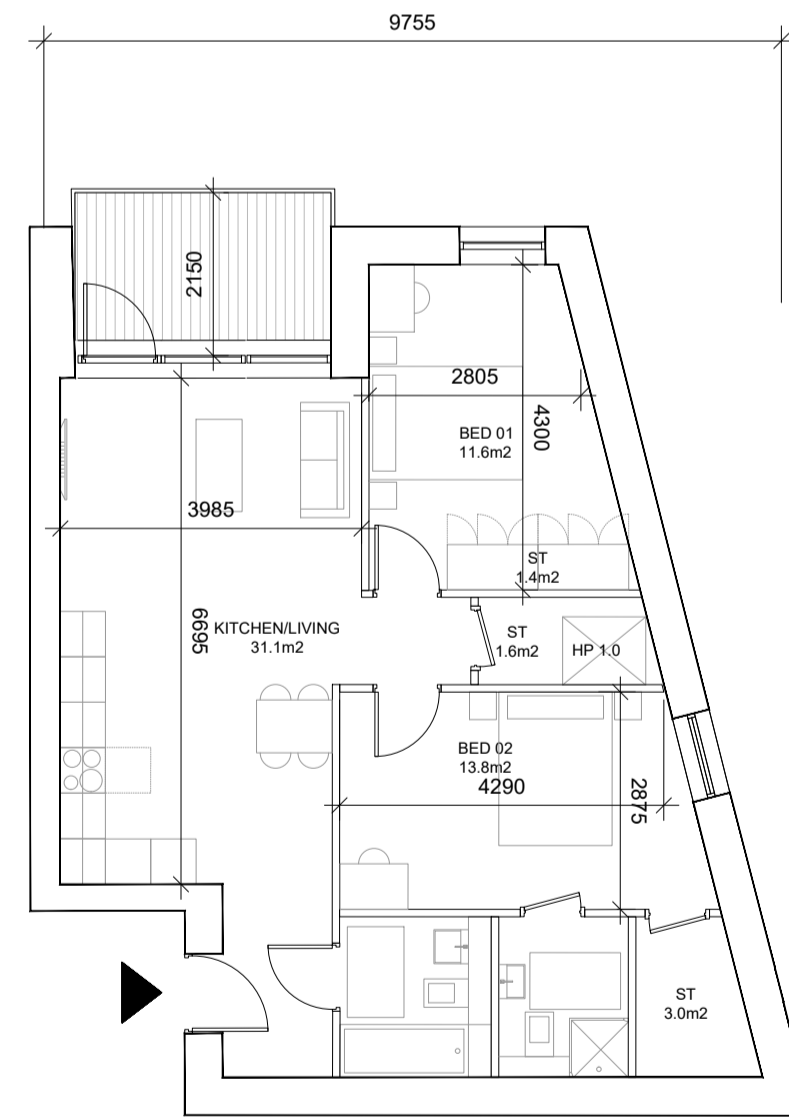 9755
2150
2805
BED 01
11.6m2
4300
3985
ST
1.4m2
6695
KITCHEN/LIVING
31.1m2
ST
1.6m2
HP 1.0
BED 02
13.8m2
4290
2875
ST
3.0m2